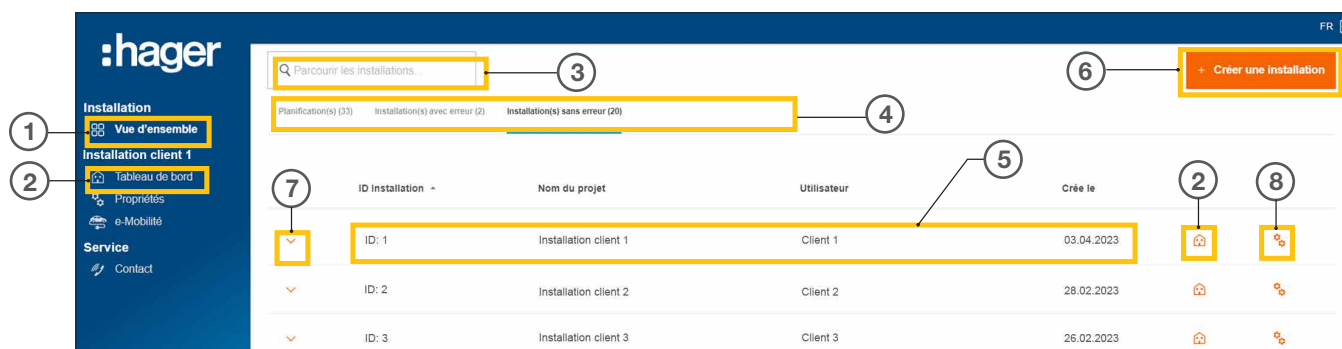 FR
:hager
Parcourir les installations...
3
6
+ Créer une installation
Installation
Planification(s) (33) Installation(s) avec erreur (2) Installation(s) sans erreur (20)
4
1
Vue d'ensemble
Installation client 1
5
2
Tableau de bord
7
ID Installation
Nom du projet
Utilisateur
Crée le
2
8
Propriétés
e-Mobilité
Service
Contact
ID: 1 Installation client 1 Client 1 03.04.2023
ID: 2 Installation client 2 Client 2 28.02.2023
ID: 3 Installation client 3 Client 3 26.02.2023